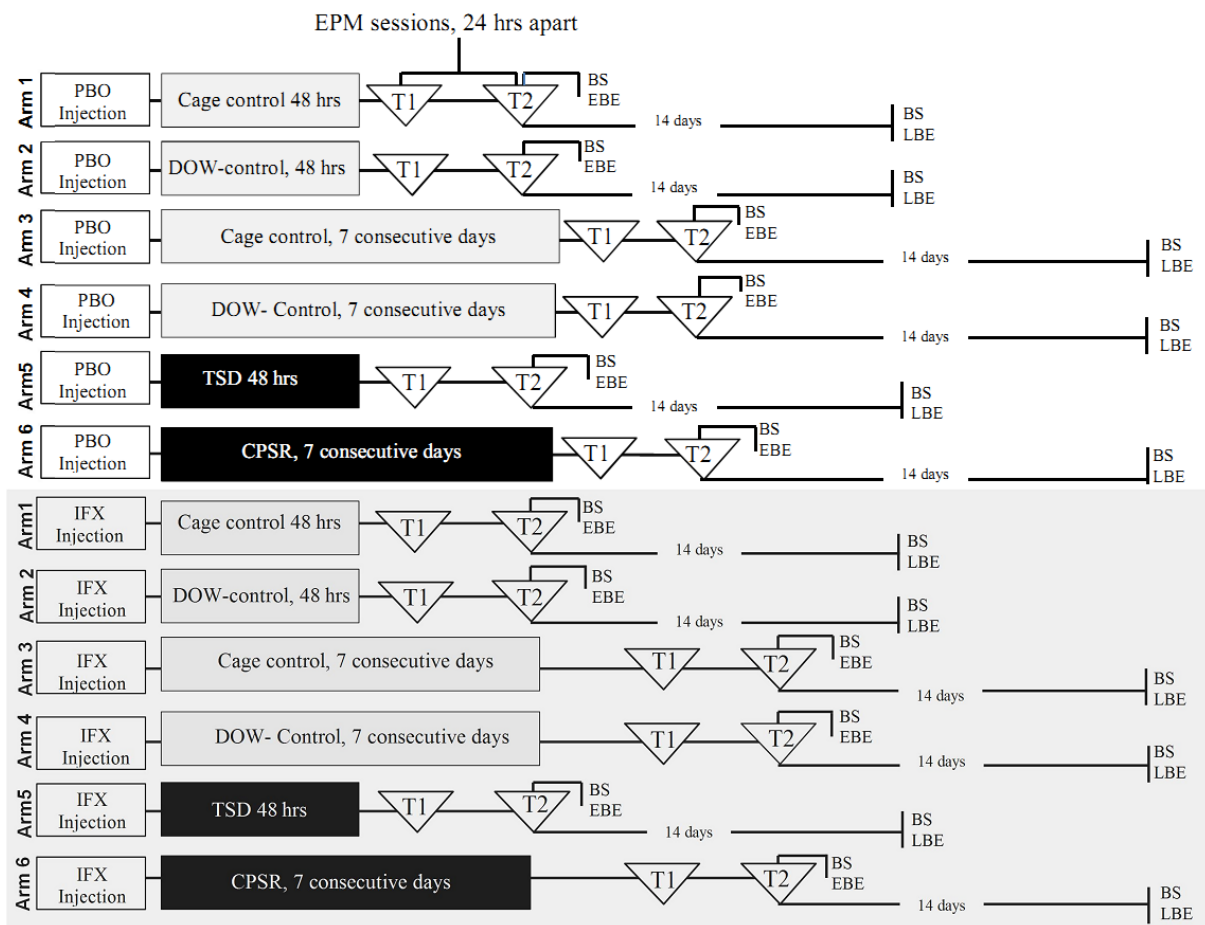 EPM sessions, 24 hrs apart
Arm 1
PBO
Injection
Cage control 48 hrs
T1
T2
BS
EBE
14 days
BS
LBE
Arm 2
PBO
Injection
DOW-control, 48 hrs
T1
T2
BS
EBE
14 days
BS
LBE
Arm 3
PBO
Injection
Cage control, 7 consecutive days
T1
T2
BS
EBE
14 days
BS
LBE
Arm 4
PBO
Injection
DOW- Control, 7 consecutive days
T1
T2
BS
EBE
14 days
BS
LBE
Arm5
PBO
Injection
TSD 48 hrs
T1
T2
BS
EBE
14 days
BS
LBE
Arm 6
PBO
Injection
CPSR, 7 consecutive days
T1
T2
BS
EBE
14 days
BS
LBE
Arm1
IFX
Injection
Cage control 48 hrs
T1
T2
BS
EBE
14 days
BS
LBE
Arm 2
IFX
Injection
DOW-control, 48 hrs
T1
T2
BS
EBE
14 days
BS
LBE
Arm 3
IFX
Injection
Cage control, 7 consecutive days
T1
T2
BS
EBE
14 days
BS
LBE
Arm 4
IFX
Injection
DOW- Control, 7 consecutive days
T1
T2
BS
EBE
14 days
BS
LBE
Arm5
IFX
Injection
TSD 48 hrs
T1
T2
BS
EBE
14 days
BS
LBE
Arm 6
IFX
Injection
CPSR, 7 consecutive days
T1
T2
BS
EBE
14 days
BS
LBE